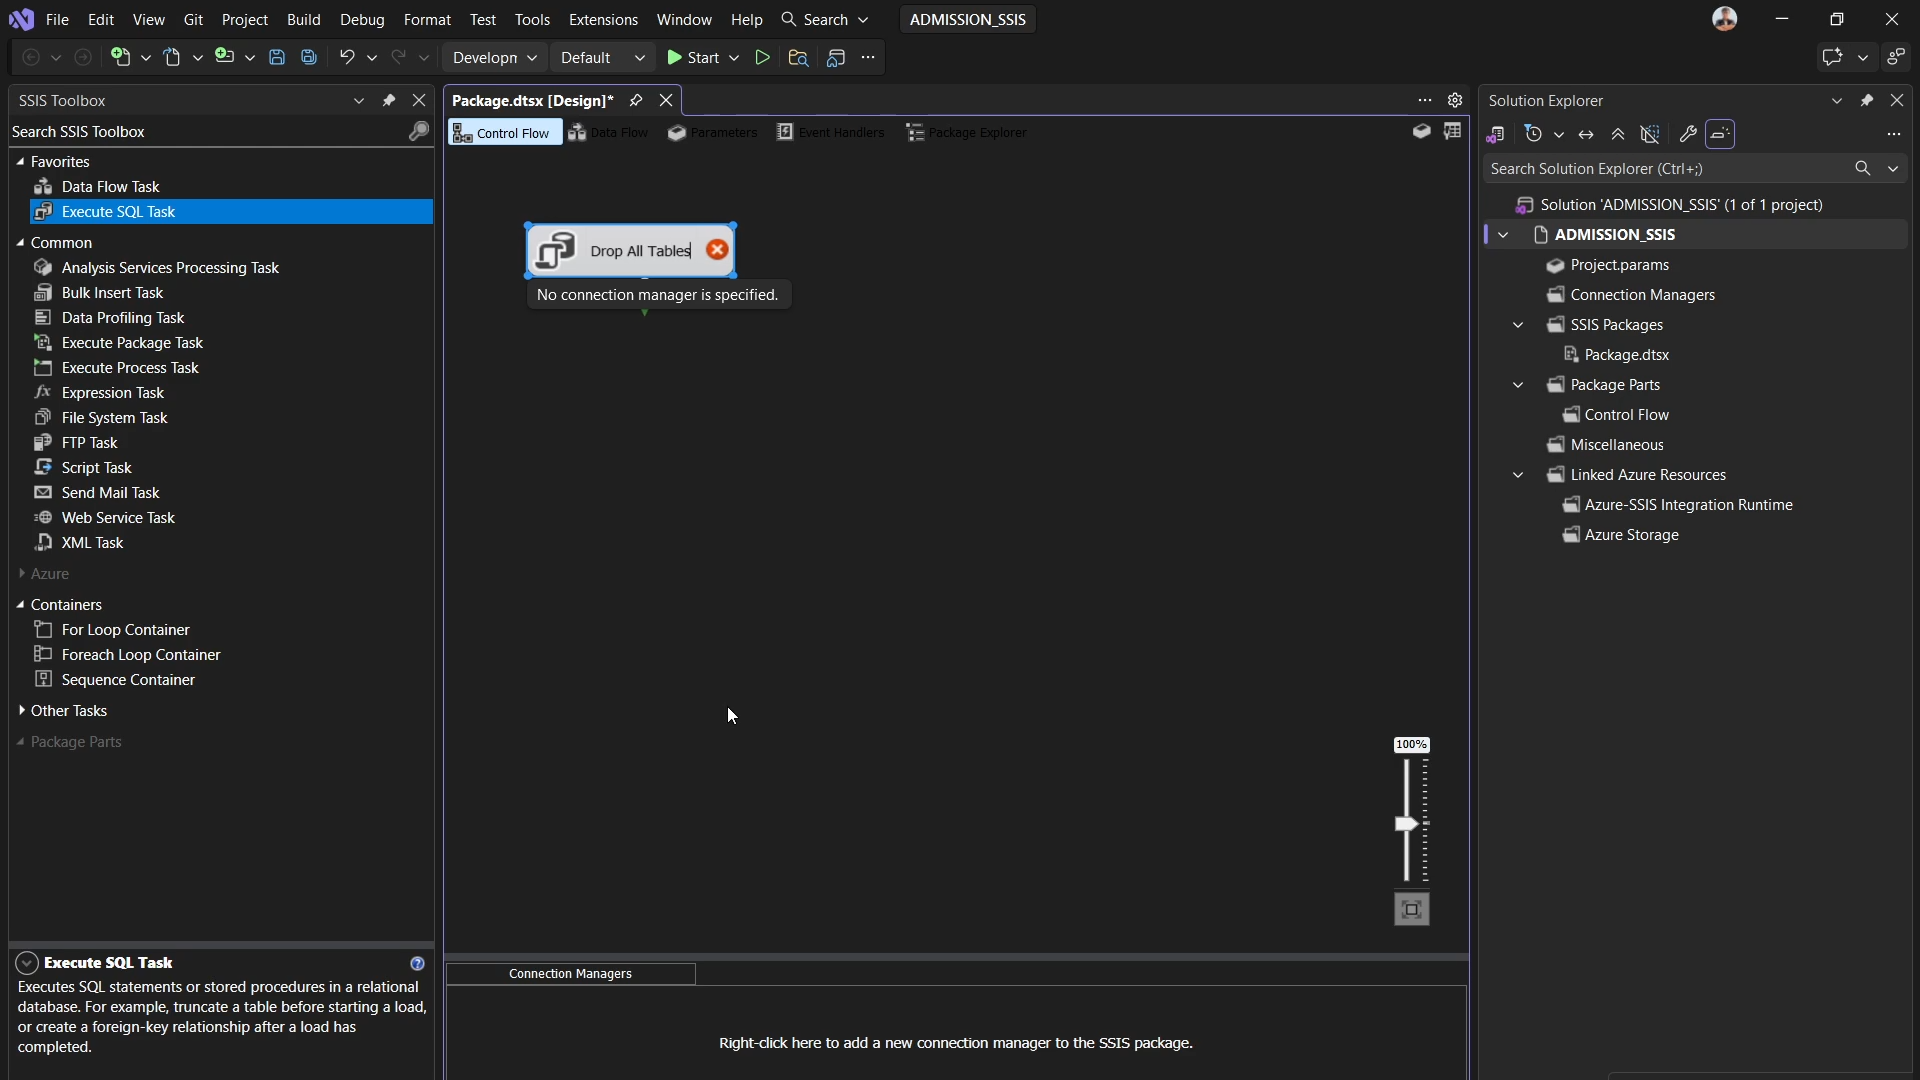 File Edit View Git Project Build Debug Format Test Tools Extensions Window Help Search ADMISSION_SSIS
Developm Default Start
SSIS Toolbox
Search SSIS Toolbox
Favorites
Data Flow Task
Execute SQL Task
Common
Analysis Services Processing Task
Bulk Insert Task
Data Profiling Task
Execute Package Task
Execute Process Task
Expression Task
File System Task
FTP Task
Script Task
Send Mail Task
Web Service Task
XML Task
Azure
Containers
For Loop Container
Foreach Loop Container
Sequence Container
Other Tasks
Package Parts
Execute SQL Task
Executes SQL statements or stored procedures in a relational
database. For example, truncate a table before starting a load,
or create a foreign-key relationship after a load has
completed.
Package.dtsx [Design]*
Control Flow Data Flow Parameters Event Handlers Package Explorer
Drop All Tables
No connection manager is specified.
100%
Connection Managers
Right-click here to add a new connection manager to the SSIS package.
Solution Explorer
Search Solution Explorer (Ctrl+;)
Solution 'ADMISSION_SSIS' (1 of 1 project)
ADMISSION_SSIS
Project.params
Connection Managers
SSIS Packages
Package.dtsx
Package Parts
Control Flow
Miscellaneous
Linked Azure Resources
Azure-SSIS Integration Runtime
Azure Storage